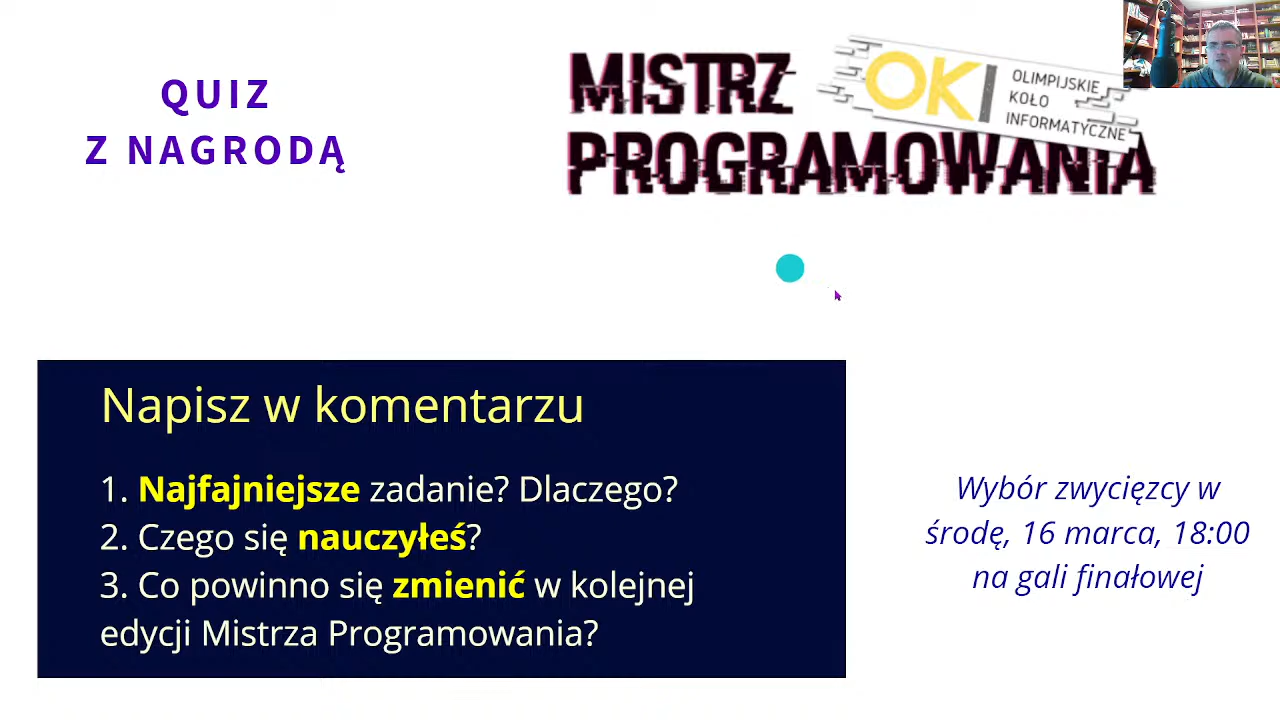 QUIZ
Z NAGRODĄ
MISTRZ
PROGRAMOWANIA
OKI
OLIMPIJSKIE
KOŁO
INFORMATYCZNE
Napisz w komentarzu
1. Najfajniejsze zadanie? Dlaczego?
2. Czego się nauczyłeś?
3. Co powinno się zmienić w kolejnej
edycji Mistrza Programowania?
Wybór zwycięzcy w
środę, 16 marca, 18:00
na gali finałowej